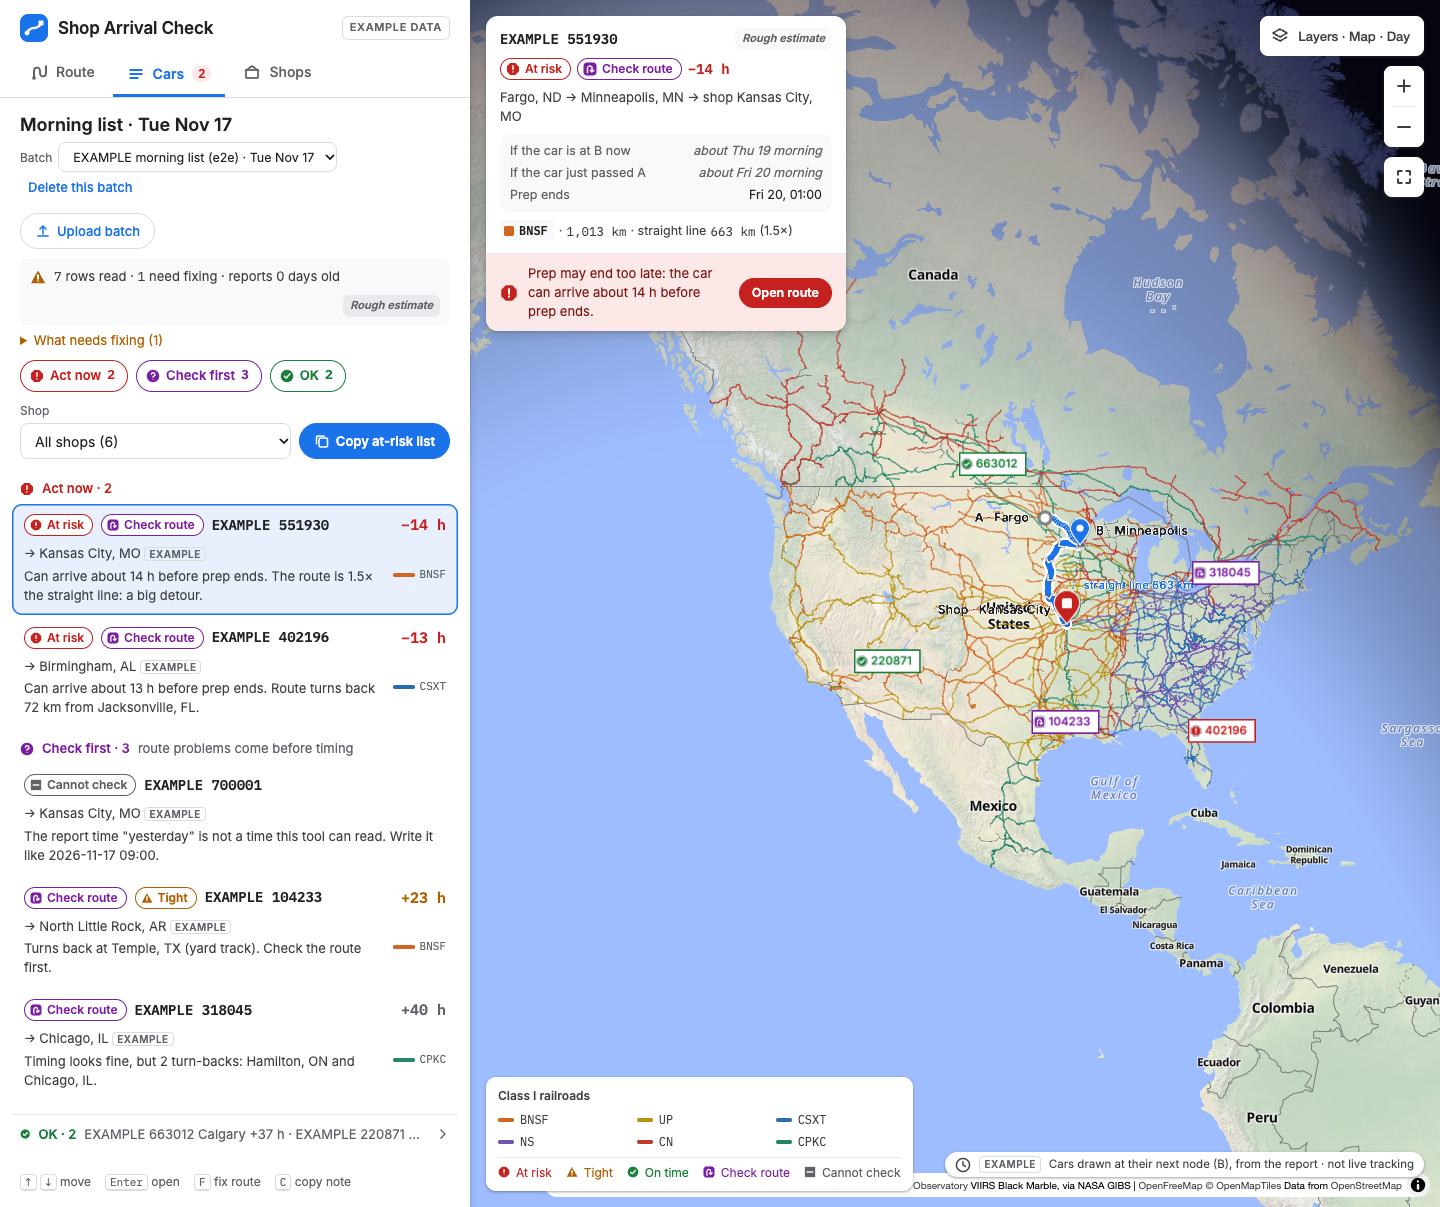 Shop Arrival Check
EXAMPLE DATA
Route
Cars 2
Shops
Morning list · Tue Nov 17
Batch EXAMPLE morning list (e2e) · Tue Nov 17
Delete this batch
Upload batch
7 rows read · 1 need fixing · reports 0 days old
Rough estimate
What needs fixing (1)
Act now 2
Check first 3
OK 2
Shop
All shops (6)
Copy at-risk list
Act now · 2
At risk Check route EXAMPLE 551930 −14 h
→ Kansas City, MO EXAMPLE
Can arrive about 14 h before prep ends. The route is 1.5× BNSF
the straight line: a big detour.
At risk Check route EXAMPLE 402196 −13 h
→ Birmingham, AL EXAMPLE
Can arrive about 13 h before prep ends. Route turns back CSXT
72 km from Jacksonville, FL.
Check first · 3 route problems come before timing
Cannot check EXAMPLE 700001
→ Kansas City, MO EXAMPLE
The report time "yesterday" is not a time this tool can read. Write it
like 2026-11-17 09:00.
Check route Tight EXAMPLE 104233 +23 h
→ North Little Rock, AR EXAMPLE
Turns back at Temple, TX (yard track). Check the route BNSF
first.
Check route EXAMPLE 318045 +40 h
→ Chicago, IL EXAMPLE
Timing looks fine, but 2 turn-backs: Hamilton, ON and CPKC
Chicago, IL.
OK · 2 EXAMPLE 663012 Calgary +37 h · EXAMPLE 220871 ...
↑ ↓ move Enter open F fix route C copy note
EXAMPLE 551930
Rough estimate
At risk Check route −14 h
Fargo, ND → Minneapolis, MN → shop Kansas City,
MO
If the car is at B now about Thu 19 morning
If the car just passed A about Fri 20 morning
Prep ends Fri 20, 01:00
BNSF · 1,013 km · straight line 663 km (1.5×)
Prep may end too late: the car
can arrive about 14 h before
prep ends.
Open route
Layers · Map · Day
Canada
Hudson
Bay
663012
A · Fargo
B · Minneapolis
318045
straight line 663 km
Shop · Kansas City
United
States
220871
104233
402196
Sargasso
Sea
Gulf of
Mexico
Mexico
Cuba
Jamaica
Dominican
Republic
Caribbean
Sea
Guatemala
El Salvador
Nicaragua
Costa Rica
Panama
Venezuela
Colombia
Guyan
Ecuador
Peru
Class I railroads
BNSF UP CSXT
NS CN CPKC
At risk Tight On time Check route Cannot check
EXAMPLE Cars drawn at their next node (B), from the report · not live tracking
Observatory VIIRS Black Marble, via NASA GIBS | OpenFreeMap © OpenMapTiles Data from OpenStreetMap